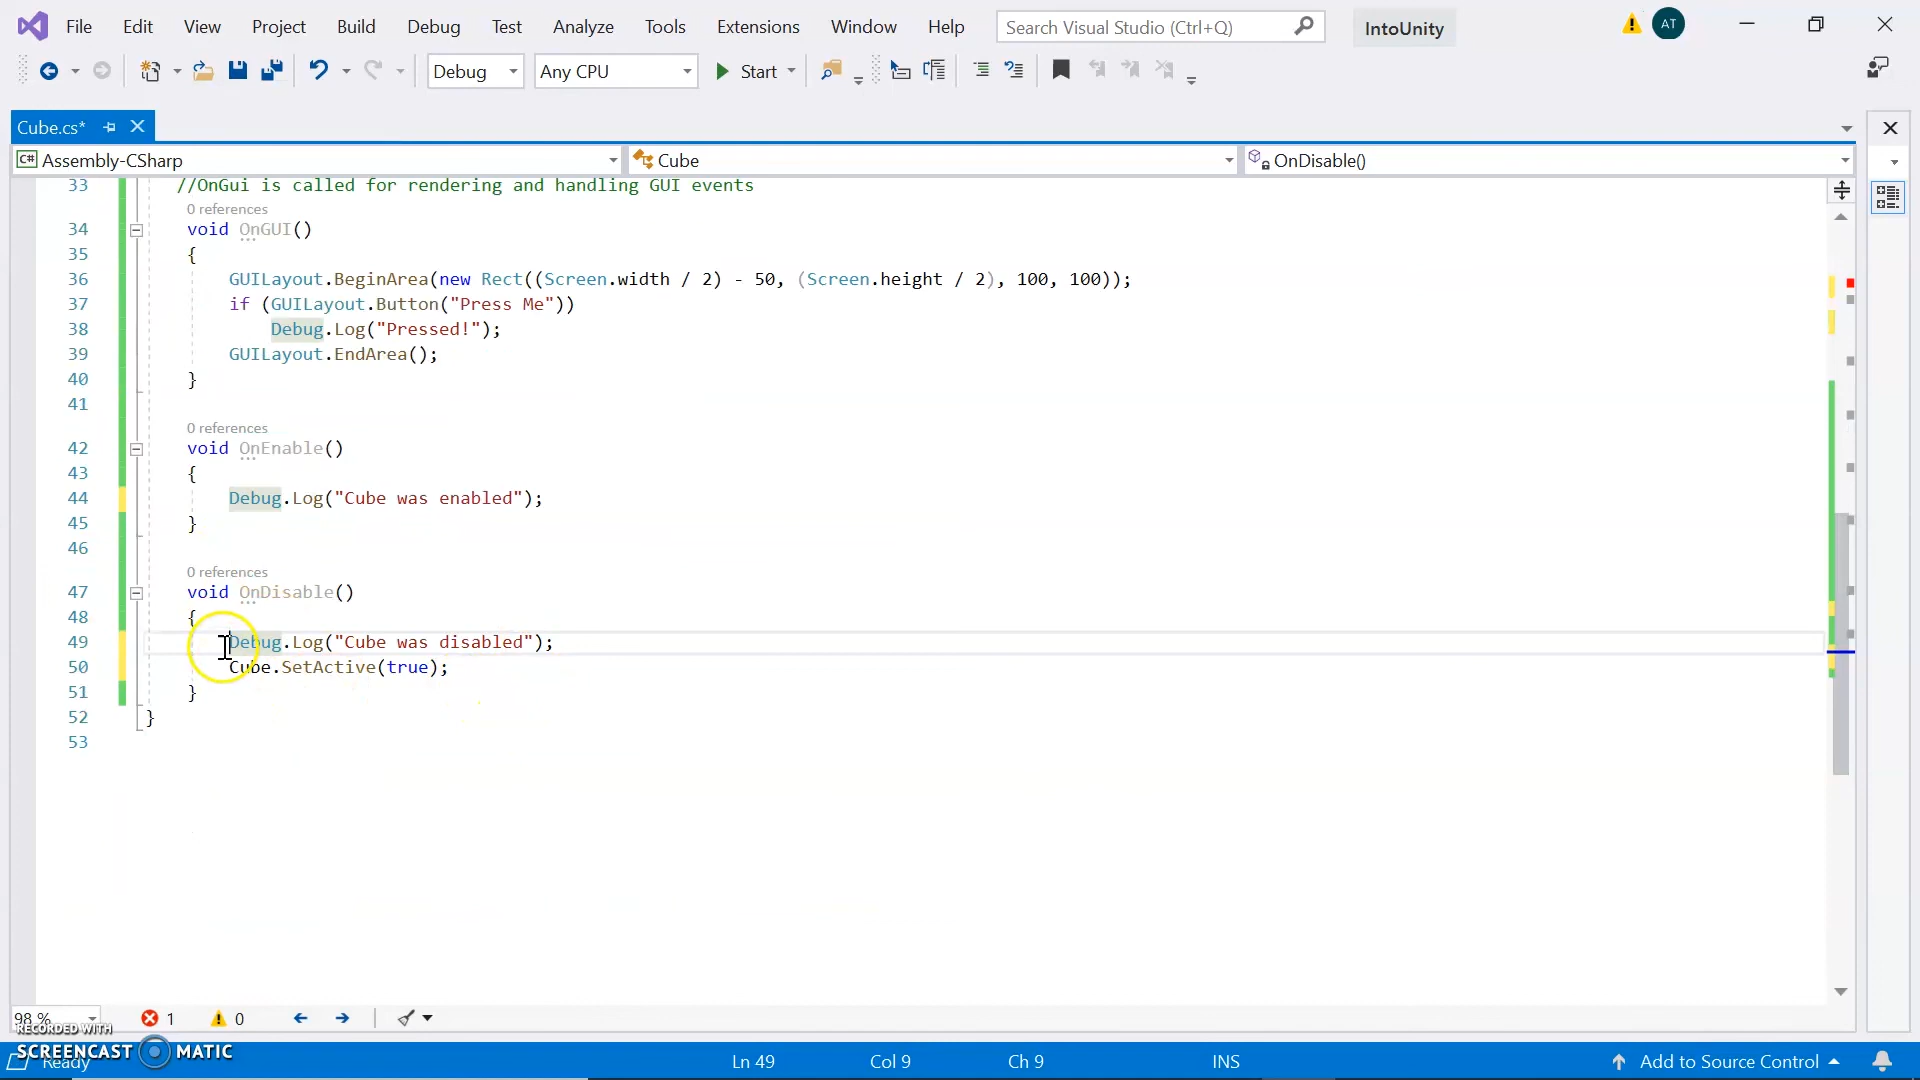 File Edit View Project Build Debug Test Analyze Tools Extensions Window Help Search Visual Studio (Ctrl+Q) IntoUnity AT
Debug Any CPU Start
Cube.cs*
C# Assembly-CSharp Cube OnDisable()
33 //OnGui is called for rendering and handling GUI events
0 references
34 void OnGUI()
35 {
36 GUILayout.BeginArea(new Rect((Screen.width / 2) - 50, (Screen.height / 2), 100, 100));
37 if (GUILayout.Button("Press Me"))
38 Debug.Log("Pressed!");
39 GUILayout.EndArea();
40 }
41
0 references
42 void OnEnable()
43 {
44 Debug.Log("Cube was enabled");
45 }
46
0 references
47 void OnDisable()
48 {
49 Debug.Log("Cube was disabled");
50 Cube.SetActive(true);
51 }
52 }
53
98 % 1 0
RECORDED WITH
SCREENCAST MATIC
Ready Ln 49 Col 9 Ch 9 INS Add to Source Control